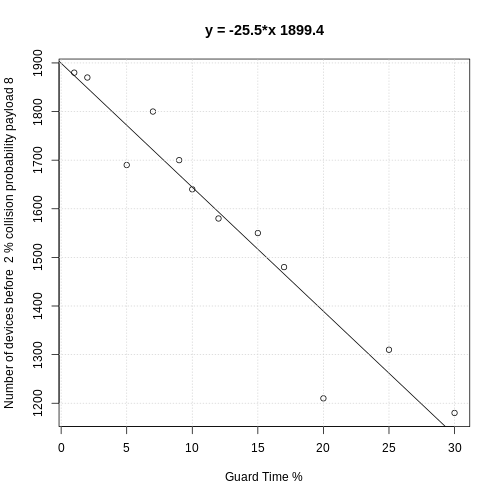 y = -25.5*x 1899.4
Number of devices before  2 % collision probability payload 8
1900
1800
1700
1600
1500
1400
1300
1200
0 5 10 15 20 25 30
Guard Time %